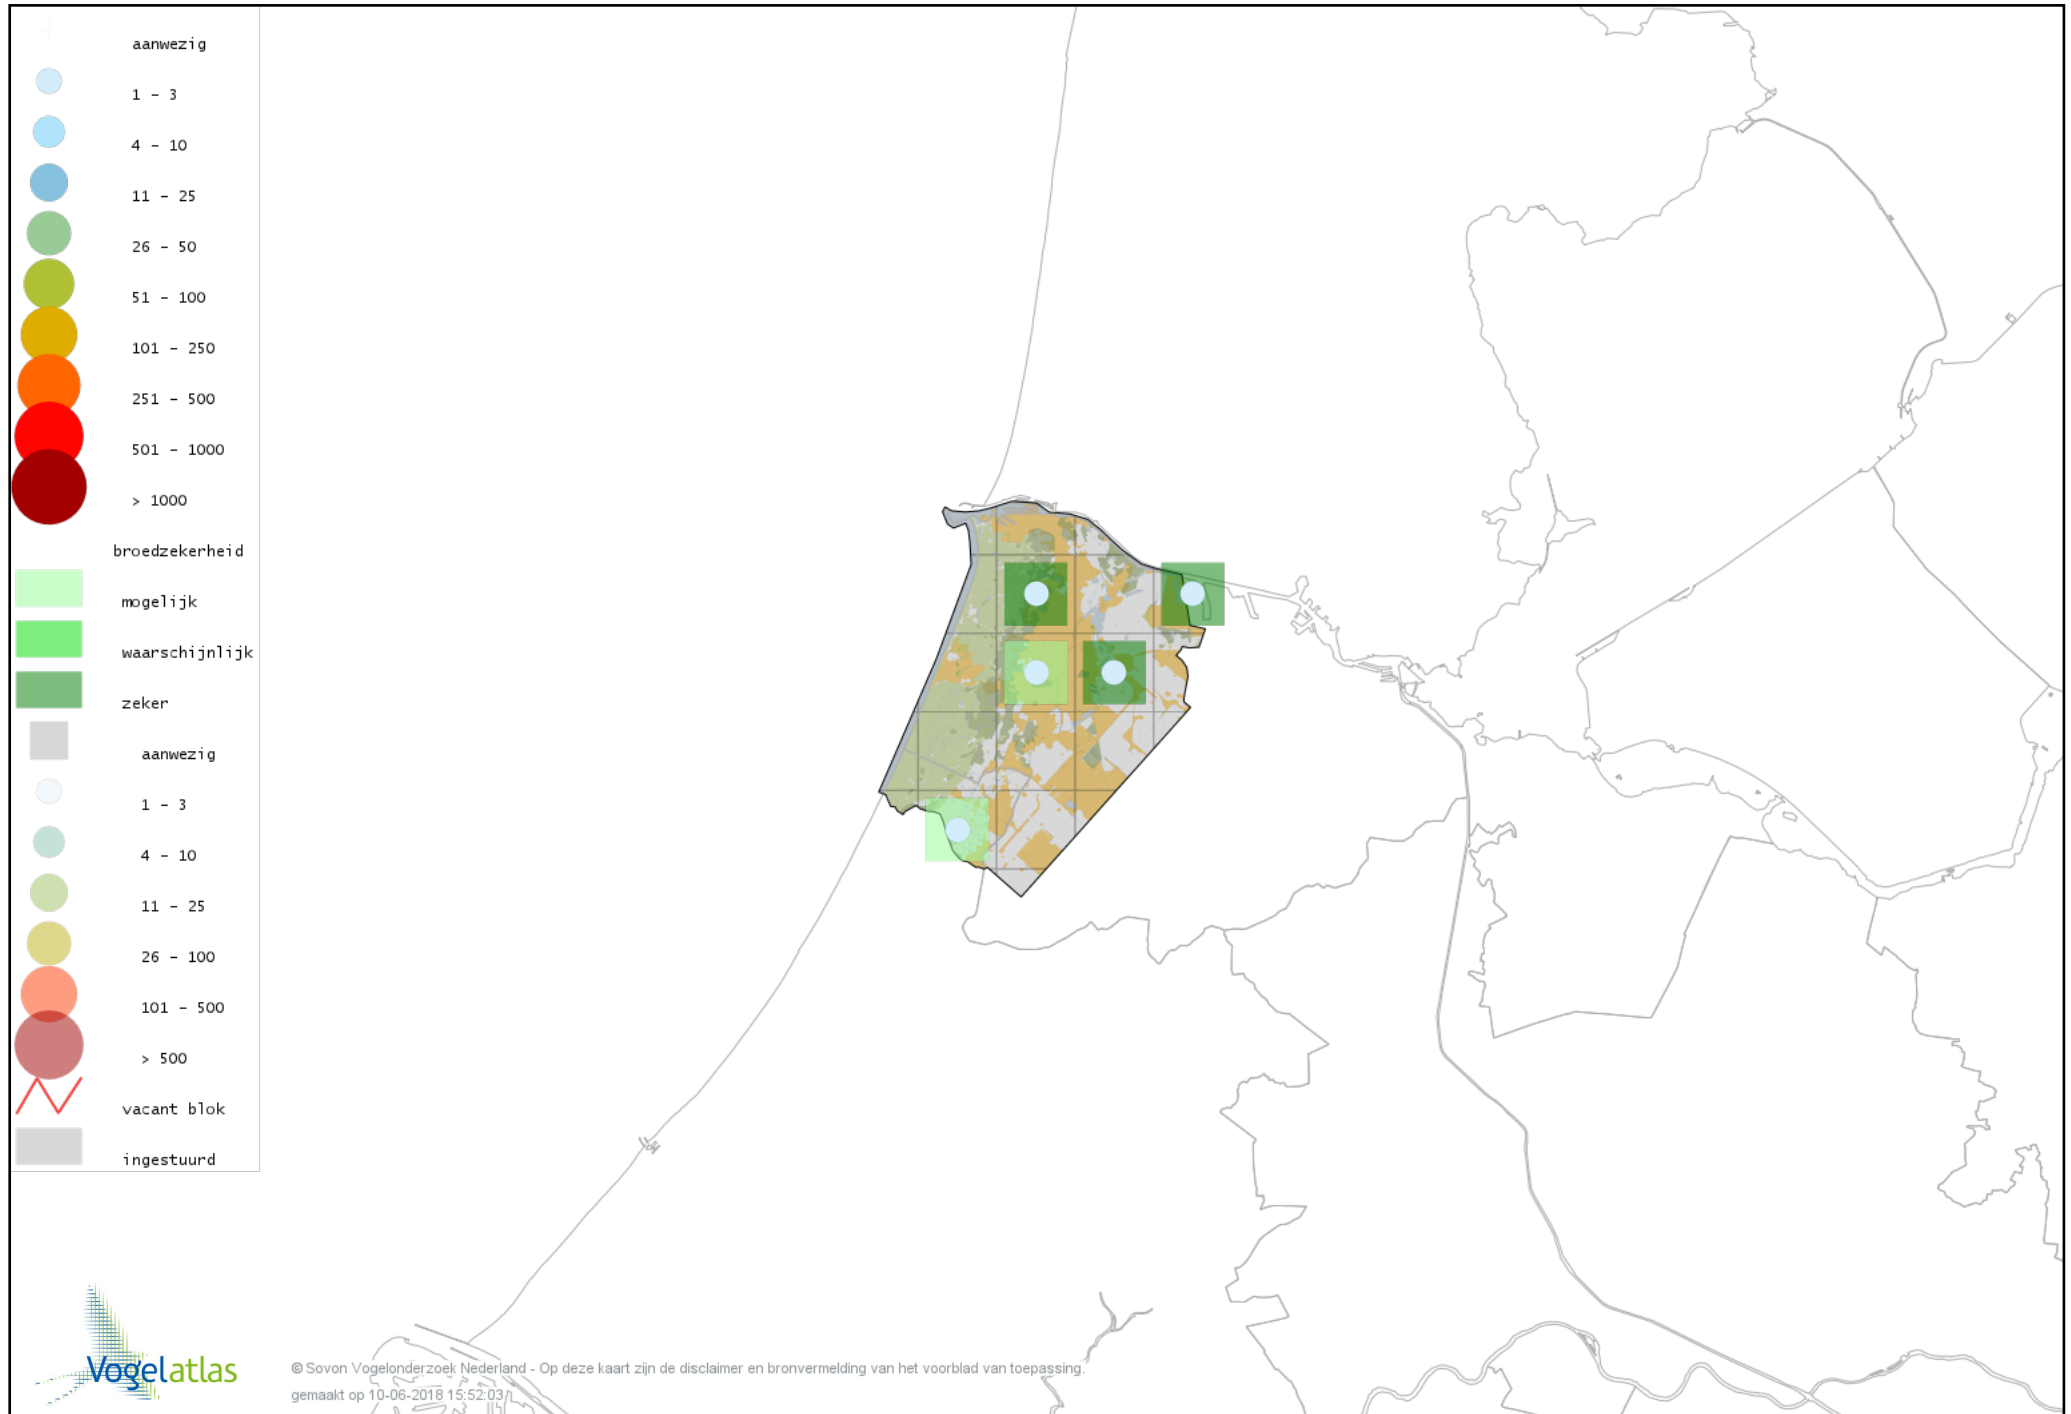 aanwezig
1 - 3
4 - 10
11 - 25
26 - 50
51 - 100
101 - 250
251 - 500
501 - 1000
> 1000
broedzekerheid
mogelijk
waarschijnlijk
zeker
aanwezig
1 - 3
4 - 10
11 - 25
26 - 100
101 - 500
> 500
vacant blok
ingestuurd
Vogelatlas
© Sovon Vogelonderzoek Nederland - Op deze kaart zijn de disclaimer en bronvermelding van het voorblad van toepassing.
gemaakt op 10-06-2018 15:52:03